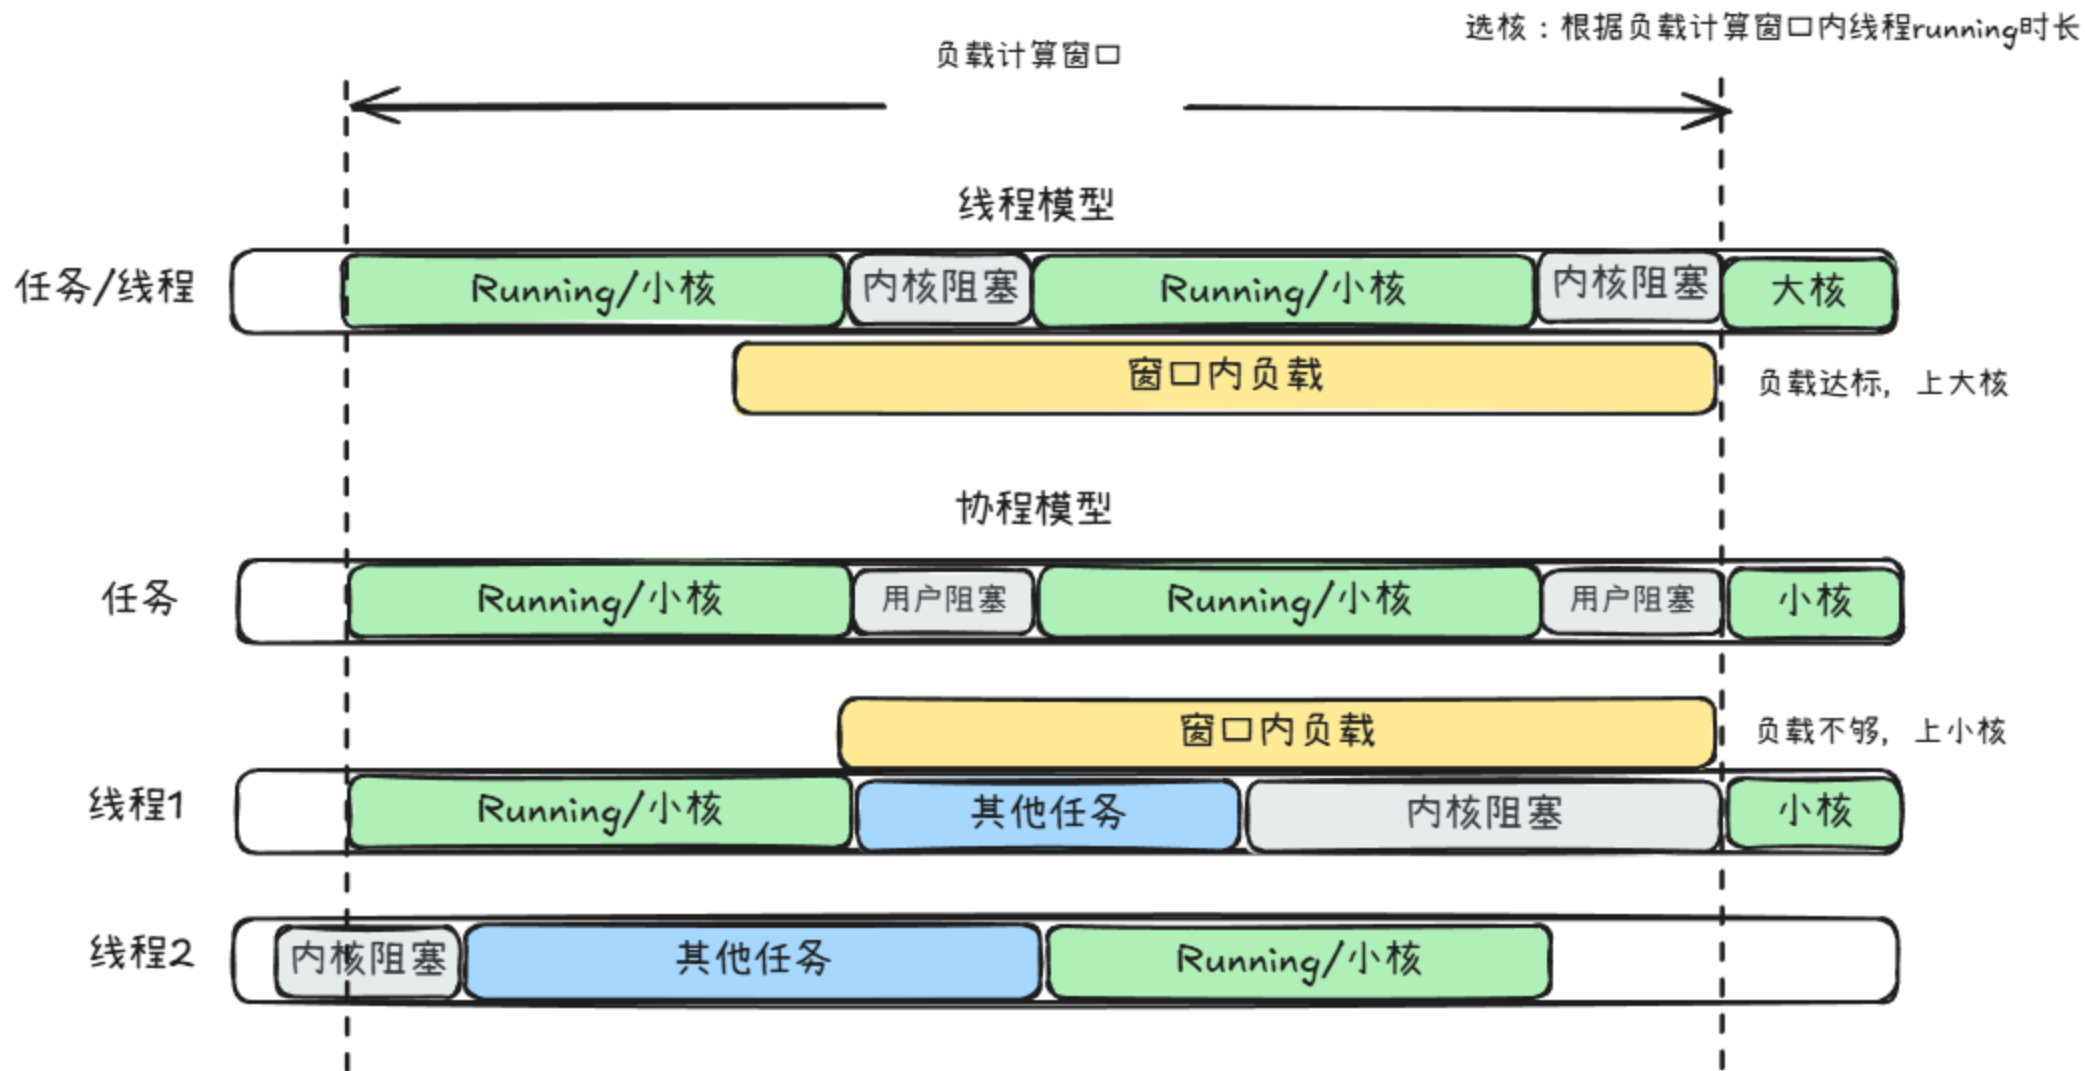 选核：根据负载计算窗口内线程running时长
负载计算窗口
线程模型
任务/线程
Running/小核
内核阻塞
Running/小核
内核阻塞
大核
窗口内负载
负载达标，上大核
协程模型
任务
Running/小核
用户阻塞
Running/小核
用户阻塞
小核
窗口内负载
负载不够，上小核
线程1
Running/小核
其他任务
内核阻塞
小核
线程2
内核阻塞
其他任务
Running/小核